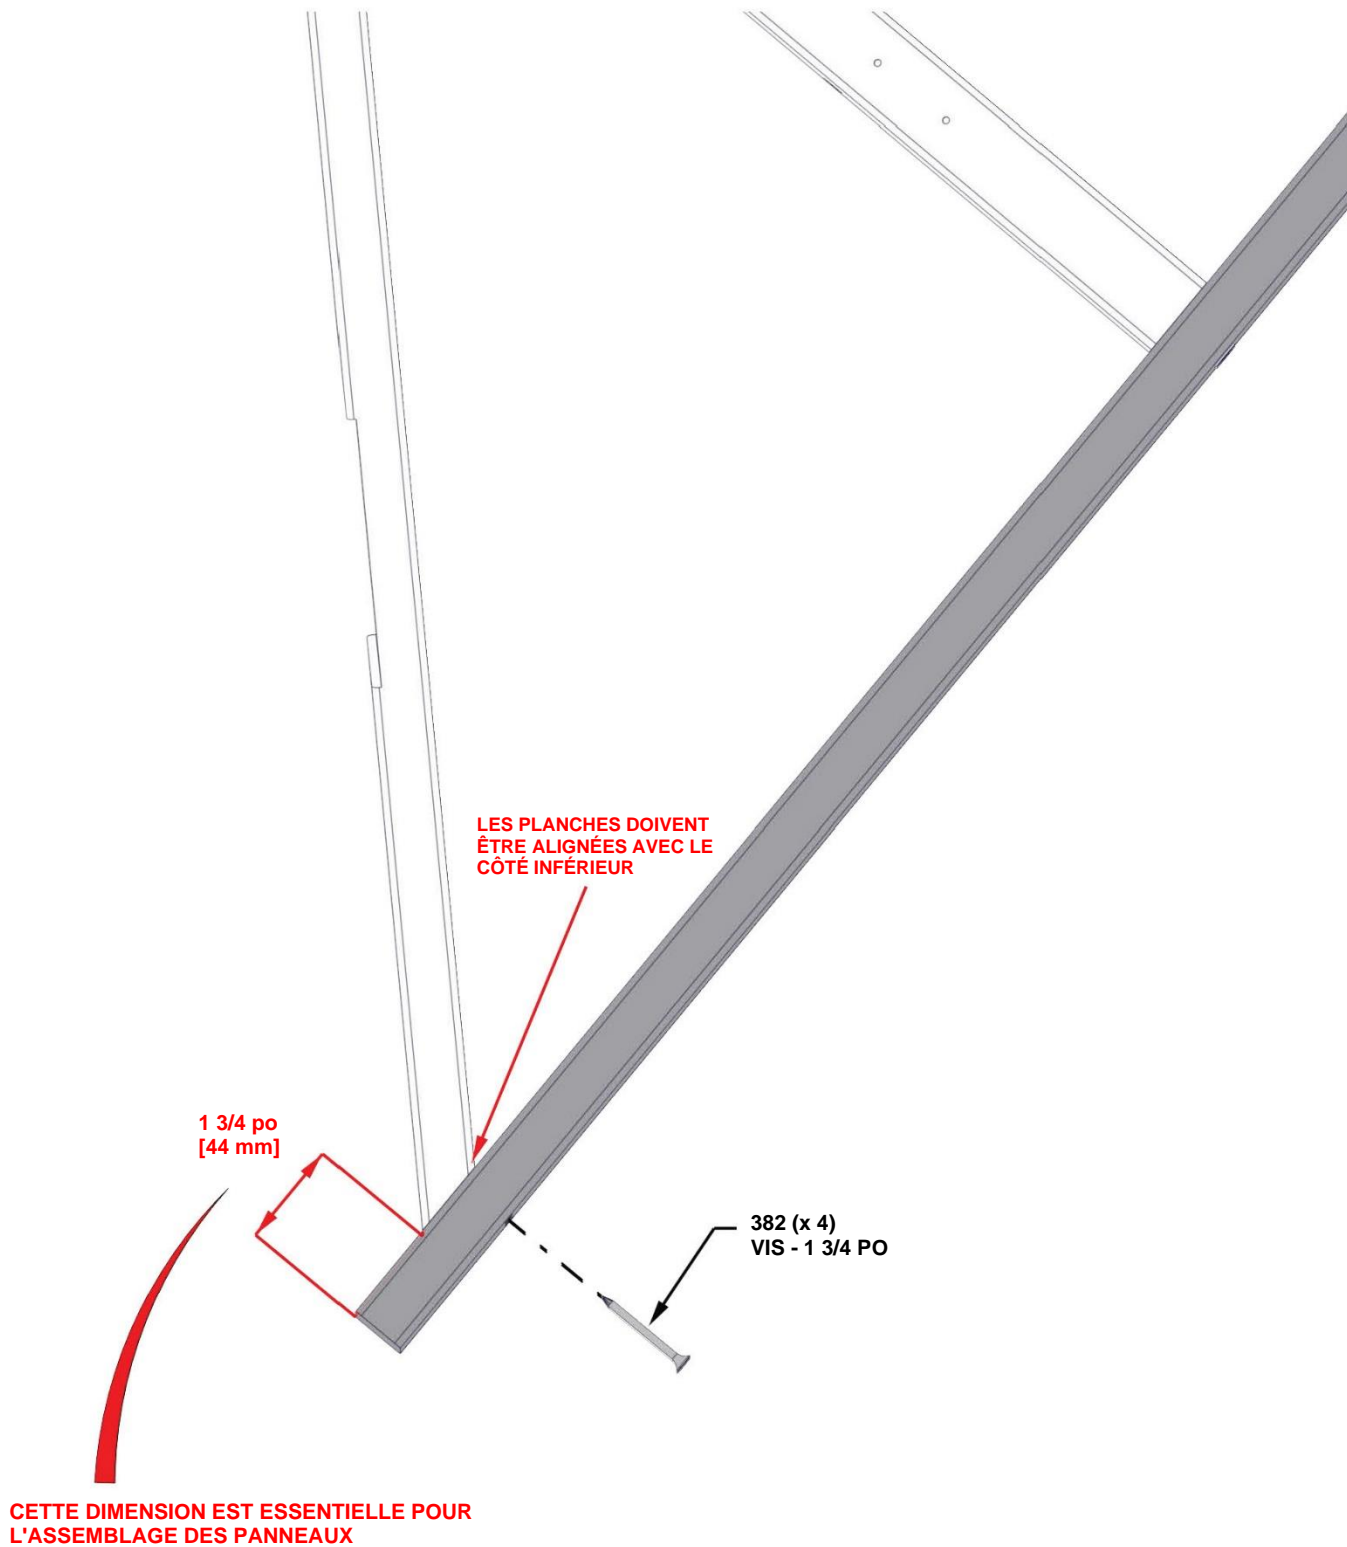 LES PLANCHES DOIVENT
ÊTRE ALIGNÉES AVEC LE
CÔTÉ INFÉRIEUR
1 3/4 po
[44 mm]
382 (x 4)
VIS - 1 3/4 PO
CETTE DIMENSION EST ESSENTIELLE POUR
L'ASSEMBLAGE DES PANNEAUX